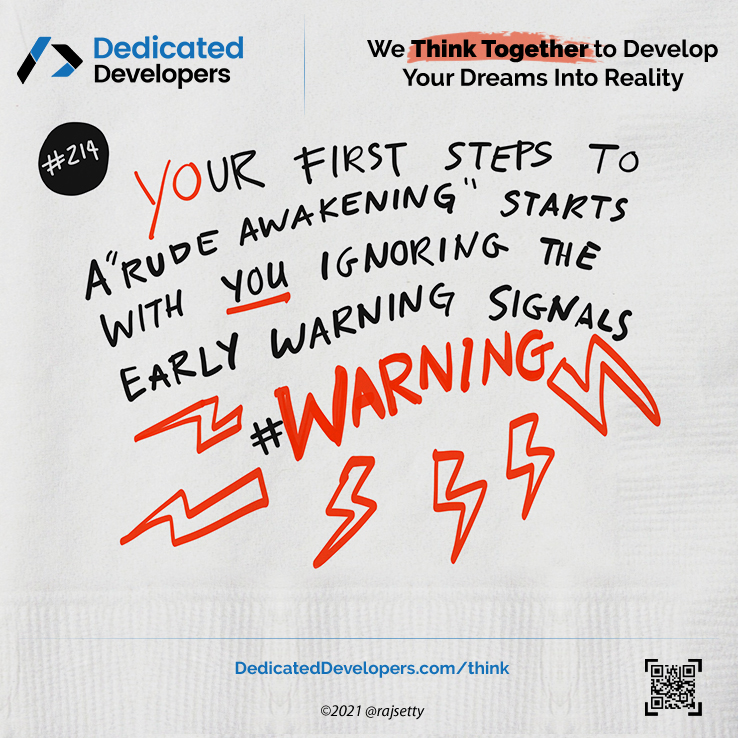 Dedicated
Developers
We Think Together to Develop
Your Dreams Into Reality
#214
YOUR FIRST STEPS TO
A "RUDE AWAKENING" STARTS
WITH YOU IGNORING THE
EARLY WARNING SIGNALS
#WARNING
DedicatedDevelopers.com/think
©2021 @rajsetty